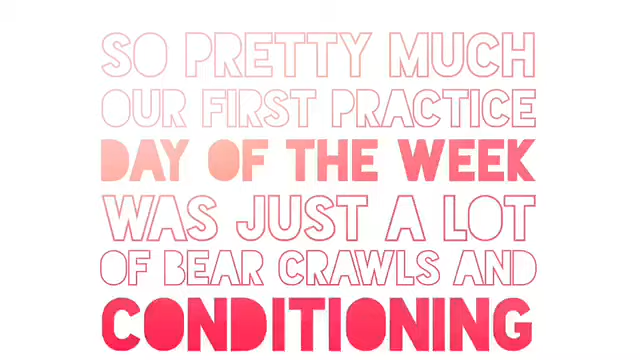 SO PRETTY MUCH
OUR FIRST PRACTICE
DAY OF THE WEEK
WAS JUST A LOT
OF BEAR CRAWLS AND
CONDITIONING